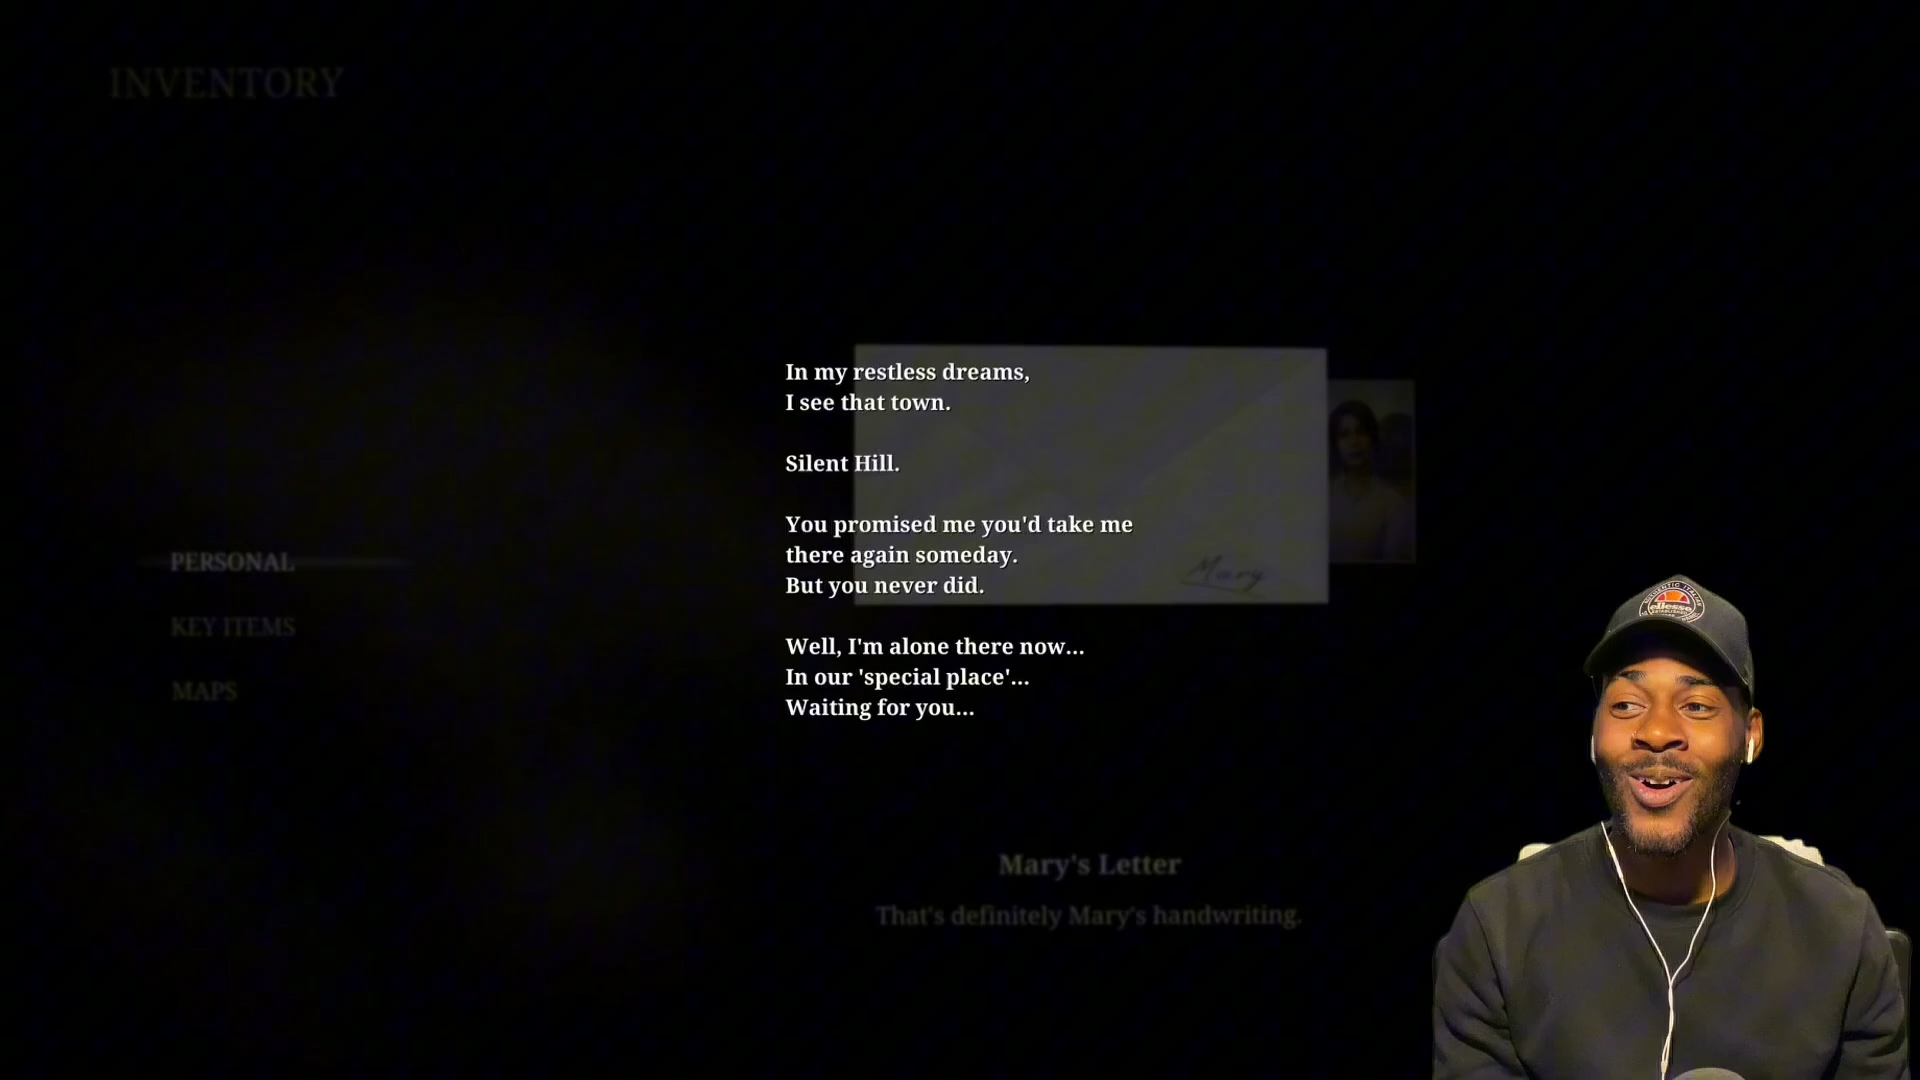 INVENTORY
In my restless dreams,
I see that town.
Silent Hill.
You promised me you'd take me
there again someday.
But you never did.
Mary
Well, I'm alone there now...
In our 'special place'...
Waiting for you...
PERSONAL
KEY ITEMS
MAPS
Mary's Letter
That's definitely Mary's handwriting.
ellesse